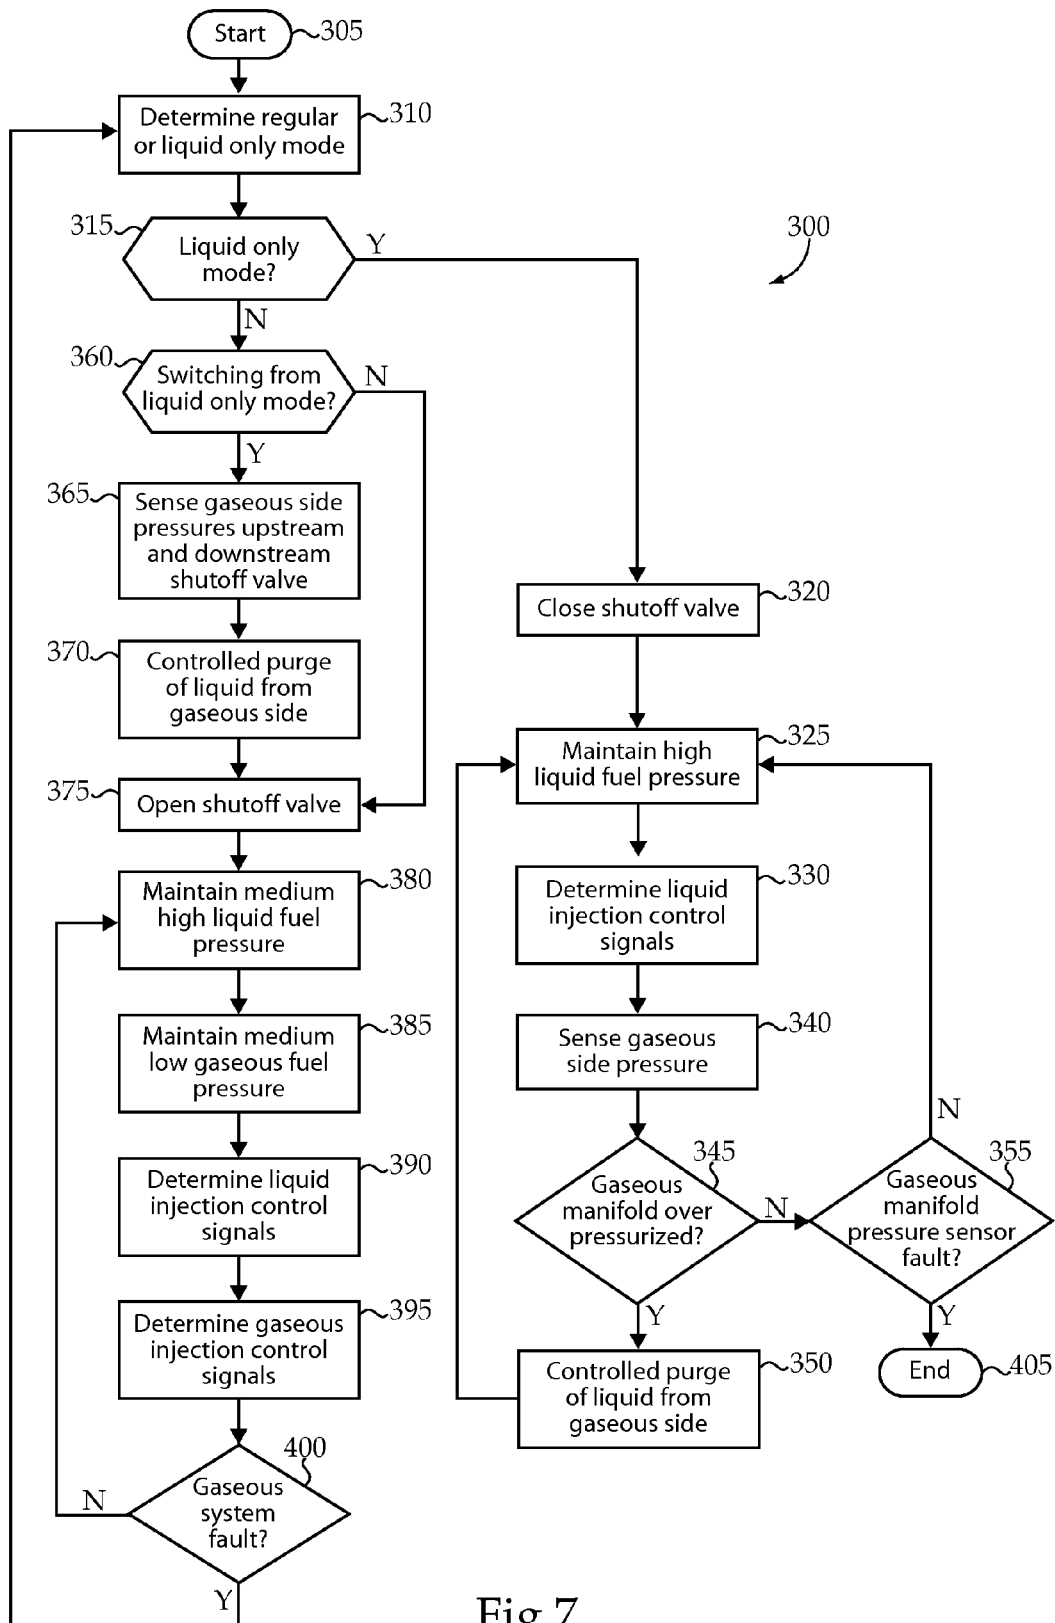 Start
305
Determine regular
or liquid only mode
310
315
Liquid only
mode?
Y
N
300
360
Switching from
liquid only mode?
N
Y
365
Sense gaseous side
pressures upstream
and downstream
shutoff valve
370
Controlled purge
of liquid from
gaseous side
375
Open shutoff valve
Maintain medium
high liquid fuel
pressure
380
Maintain medium
low gaseous fuel
pressure
385
Determine liquid
injection control
signals
390
Determine gaseous
injection control
signals
395
400
Gaseous
system
fault?
N
Y
Close shutoff valve
320
Maintain high
liquid fuel pressure
325
Determine liquid
injection control
signals
330
Sense gaseous
side pressure
340
345
Gaseous
manifold over
pressurized?
N
Y
Controlled purge
of liquid from
gaseous side
350
355
Gaseous
manifold
pressure sensor
fault?
N
Y
End
405
Fig.7